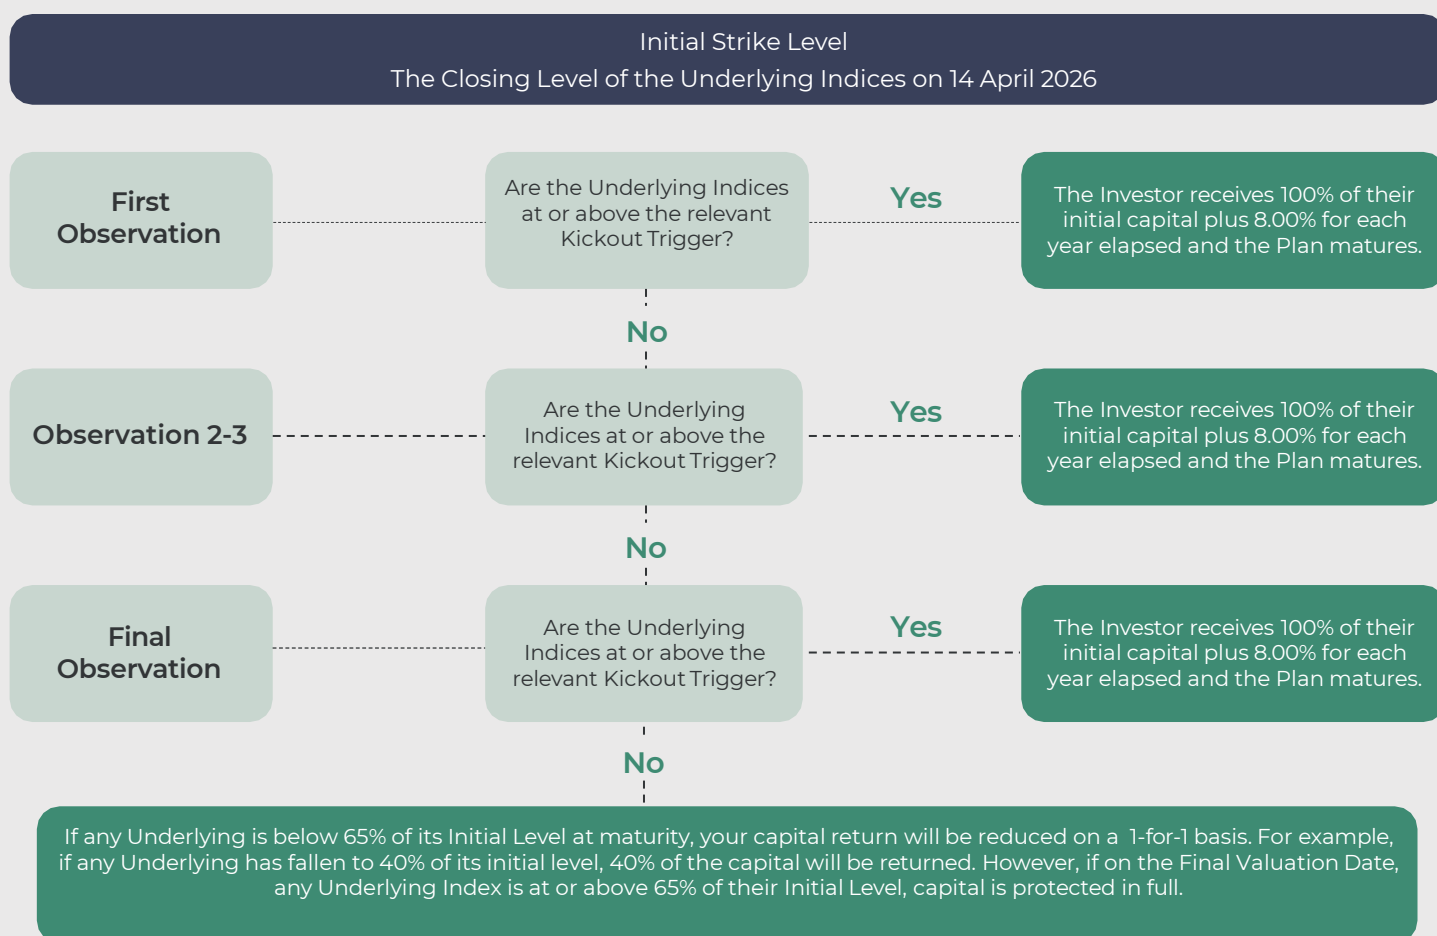 Initial Strike Level
The Closing Level of the Underlying Indices on 14 April 2026
First
Observation
Are the Underlying Indices
at or above the relevant
Kickout Trigger?
Yes
The Investor receives 100% of their
initial capital plus 8.00% for each
year elapsed and the Plan matures.
No
Observation 2-3
Are the Underlying
Indices at or above the
relevant Kickout Trigger?
Yes
The Investor receives 100% of their
initial capital plus 8.00% for each
year elapsed and the Plan matures.
No
Final
Observation
Are the Underlying
Indices at or above the
relevant Kickout Trigger?
Yes
The Investor receives 100% of their
initial capital plus 8.00% for each
year elapsed and the Plan matures.
No
If any Underlying is below 65% of its Initial Level at maturity, your capital return will be reduced on a 1-for-1 basis. For example,
if any Underlying has fallen to 40% of its initial level, 40% of the capital will be returned. However, if on the Final Valuation Date,
any Underlying Index is at or above 65% of their Initial Level, capital is protected in full.